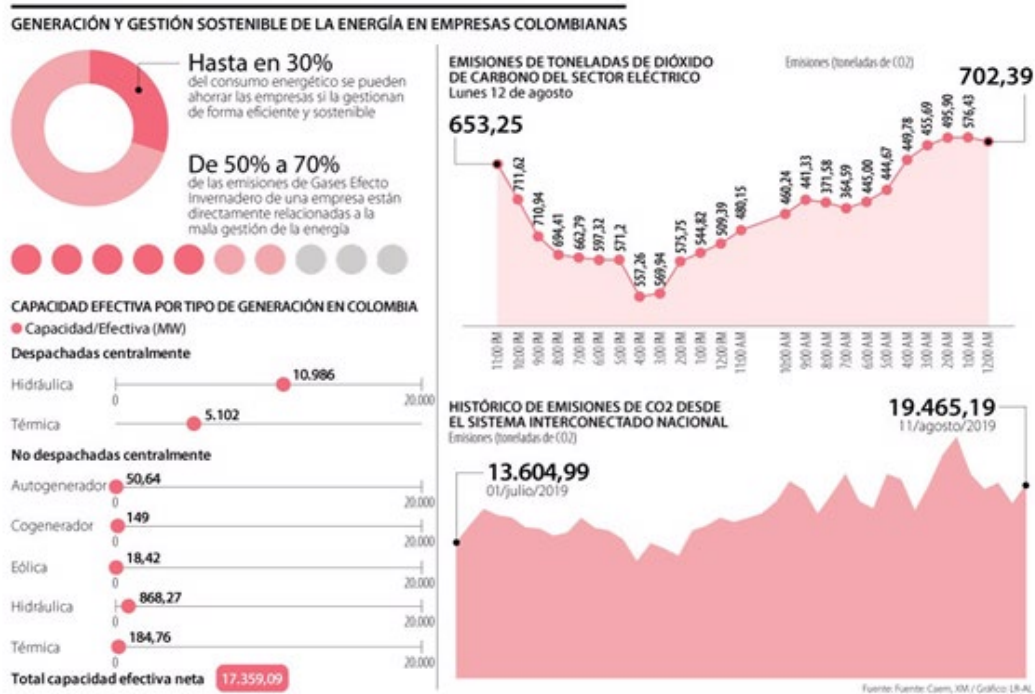 GENERACIÓN Y GESTIÓN SOSTENIBLE DE LA ENERGÍA EN EMPRESAS COLOMBIANAS
Hasta en 30%
del consumo energético se pueden
ahorrar las empresas si la gestionan
de forma eficiente y sostenible
De 50% a 70%
de las emisiones de Gases Efecto
Invernadero de una empresa están
directamente relacionadas a la
mala gestión de la energía
CAPACIDAD EFECTIVA POR TIPO DE GENERACIÓN EN COLOMBIA
Capacidad/Efectiva (MW)
Despachadas centralmente
Hidráulica
10.986
0
20.000
Térmica
5.102
No despachadas centralmente
Autogenerador
50,64
0
20.000
Cogenerador
149
0
20.000
Eólica
18,42
0
20.000
Hidráulica
868,27
0
20.000
Térmica
184,76
0
20.000
Total capacidad efectiva neta 17.359,09
EMISIONES DE TONELADAS DE DIÓXIDO
DE CARBONO DEL SECTOR ELÉCTRICO
Lunes 12 de agosto
Emisiones (toneladas de CO2)
653,25
711,62
710,94
694,41
662,79
597,32
571,2
557,26
569,94
575,75
544,82
509,39
480,15
460,24
441,33
371,58
364,59
445,00
444,67
449,78
455,69
495,90
576,43
702,39
11:00 PM
10:00 PM
9:00 PM
8:00 PM
7:00 PM
6:00 PM
5:00 PM
4:00 PM
3:00 PM
2:00 PM
1:00 PM
12:00 PM
11:00 AM
10:00 AM
9:00 AM
8:00 AM
7:00 AM
6:00 AM
5:00 AM
4:00 AM
3:00 AM
2:00 AM
1:00 AM
12:00 AM
HISTÓRICO DE EMISIONES DE CO2 DESDE
EL SISTEMA INTERCONECTADO NACIONAL
Emisiones (toneladas de CO2)
13.604,99
01/julio/2019
19.465,19
11/agosto/2019
Fuente: Fuente: Caem, XM / Gráfico: LR-AL